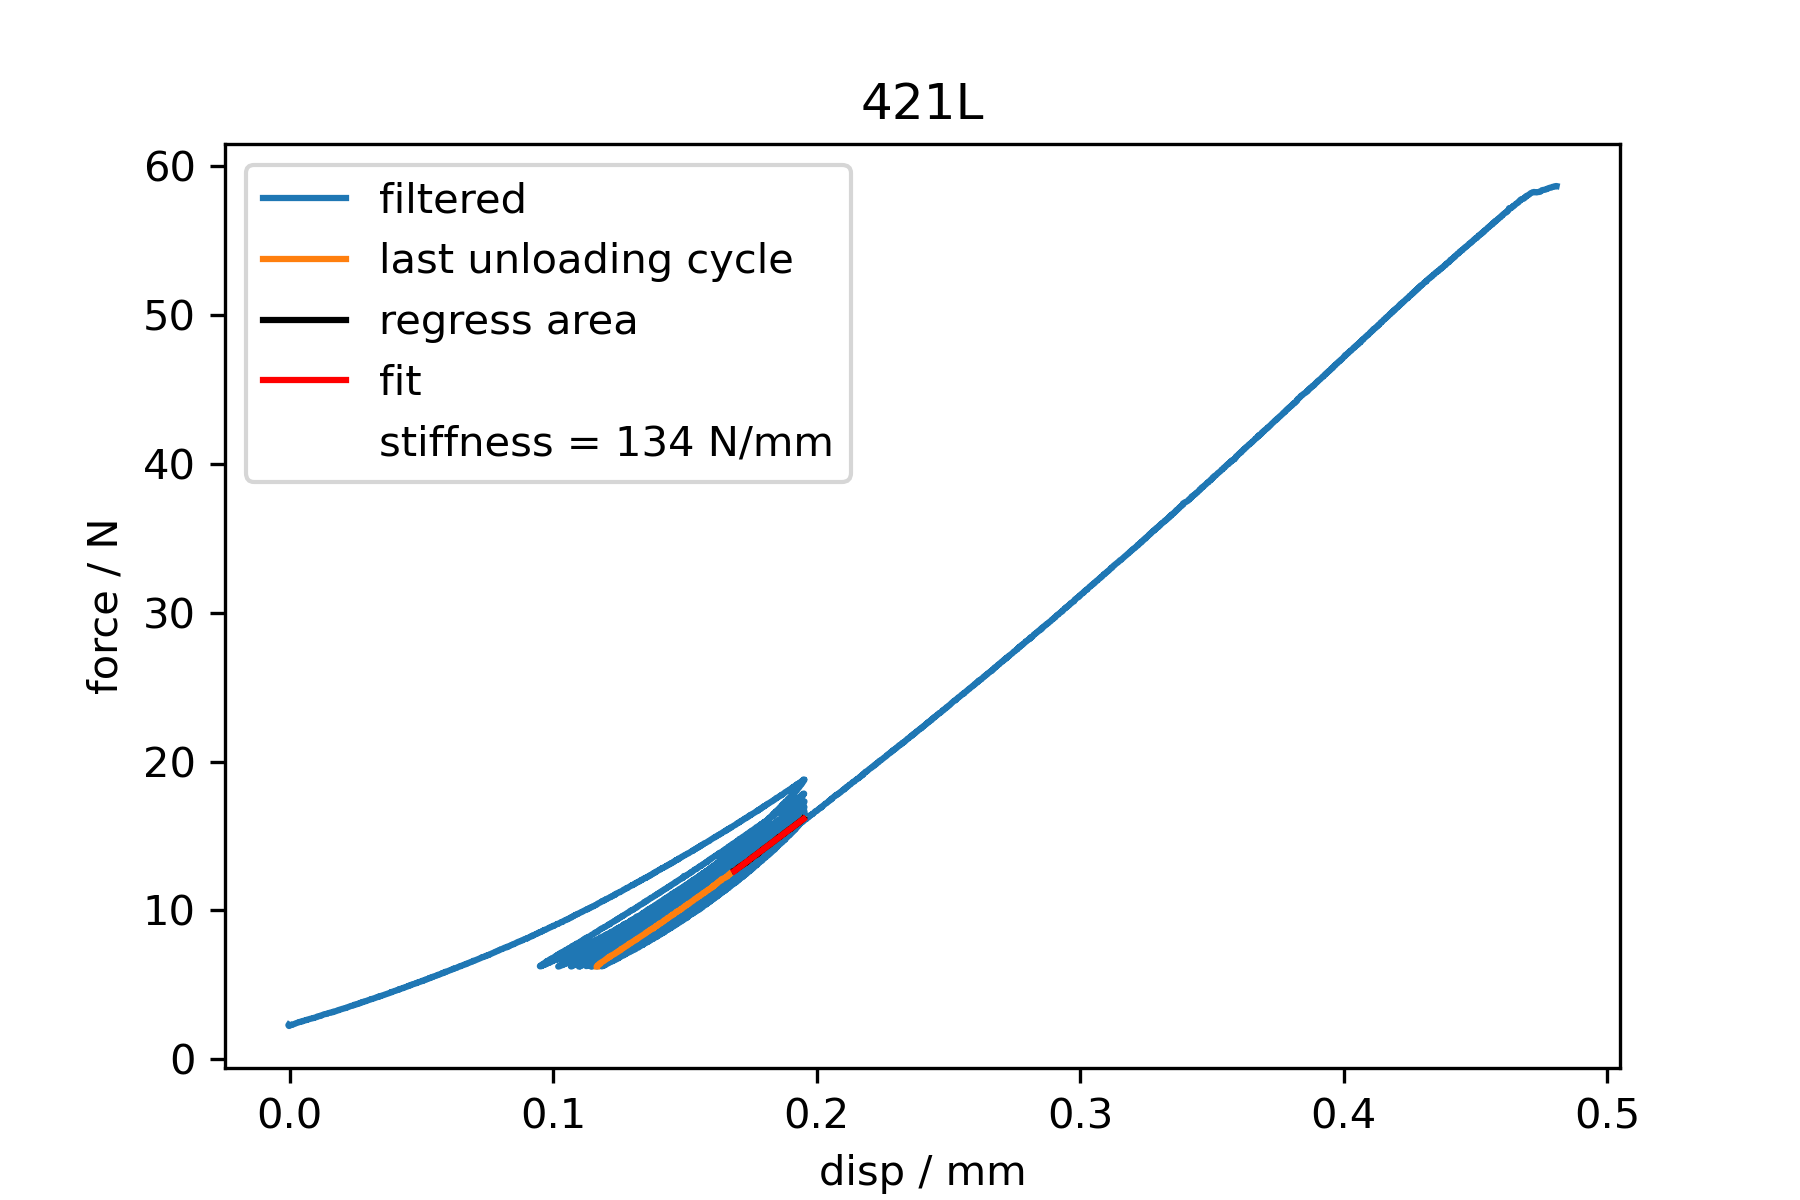 421L
60
50
40
30
20
10
0
force / N
filtered
last unloading cycle
regress area
fit
stiffness = 134 N/mm
0.0 0.1 0.2 0.3 0.4 0.5
disp / mm